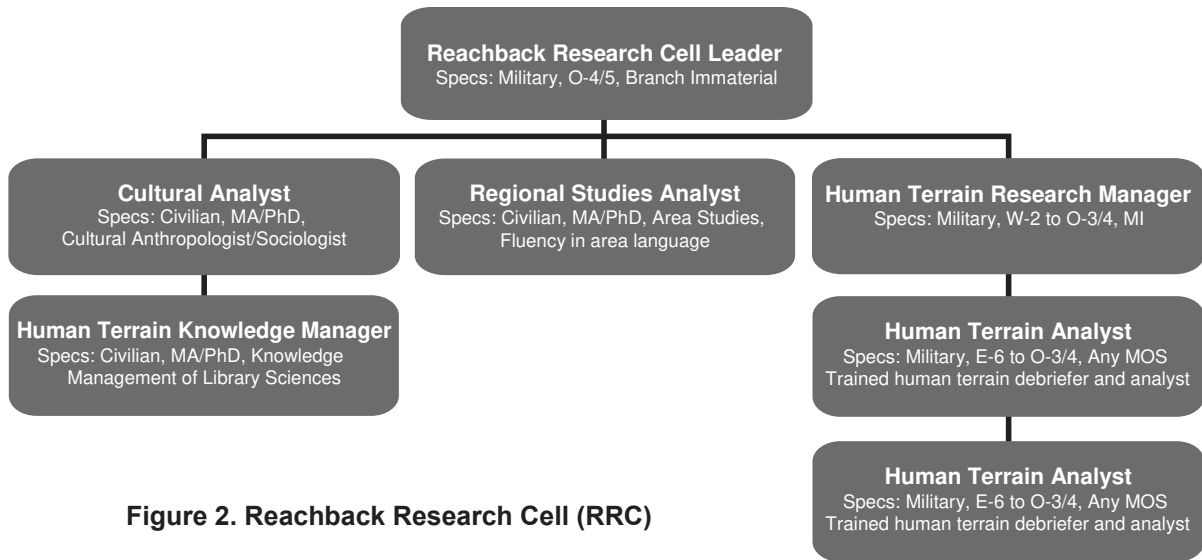 Reachback Research Cell Leader
Specs: Military, O-4/5, Branch Immaterial
Cultural Analyst
Specs: Civilian, MA/PhD,
Cultural Anthropologist/Sociologist
Regional Studies Analyst
Specs: Civilian, MA/PhD, Area Studies,
Fluency in area language
Human Terrain Research Manager
Specs: Military, W-2 to O-3/4, MI
Human Terrain Knowledge Manager
Specs: Civilian, MA/PhD, Knowledge
Management of Library Sciences
Human Terrain Analyst
Specs: Military, E-6 to O-3/4, Any MOS
Trained human terrain debriefer and analyst
Human Terrain Analyst
Specs: Military, E-6 to O-3/4, Any MOS
Trained human terrain debriefer and analyst
Figure 2. Reachback Research Cell (RRC)